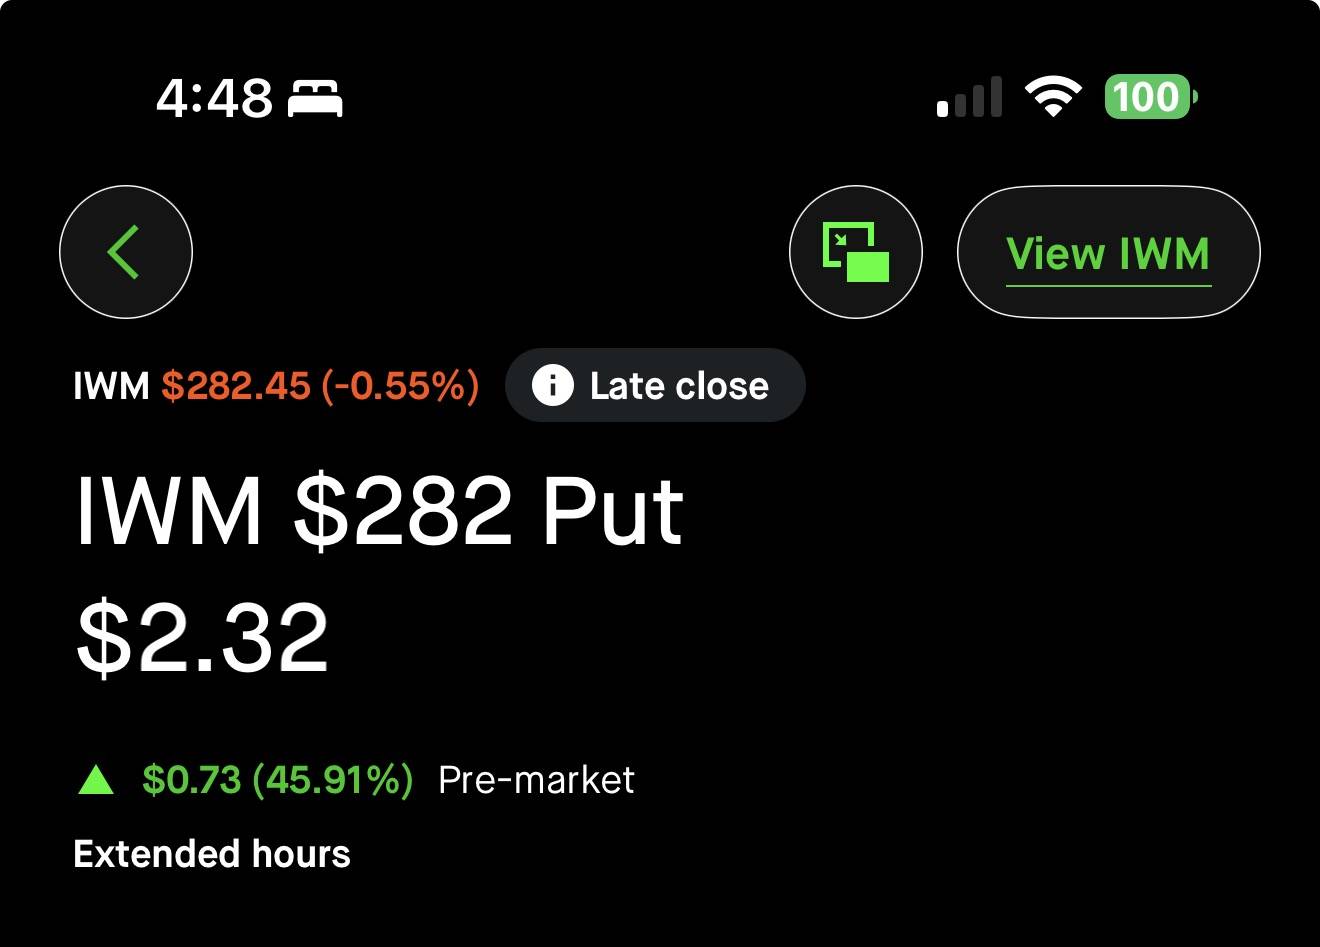 4:48
100
View IWM
IWM $282.45 (-0.55%) Late close
IWM $282 Put
$2.32
$0.73 (45.91%) Pre-market
Extended hours